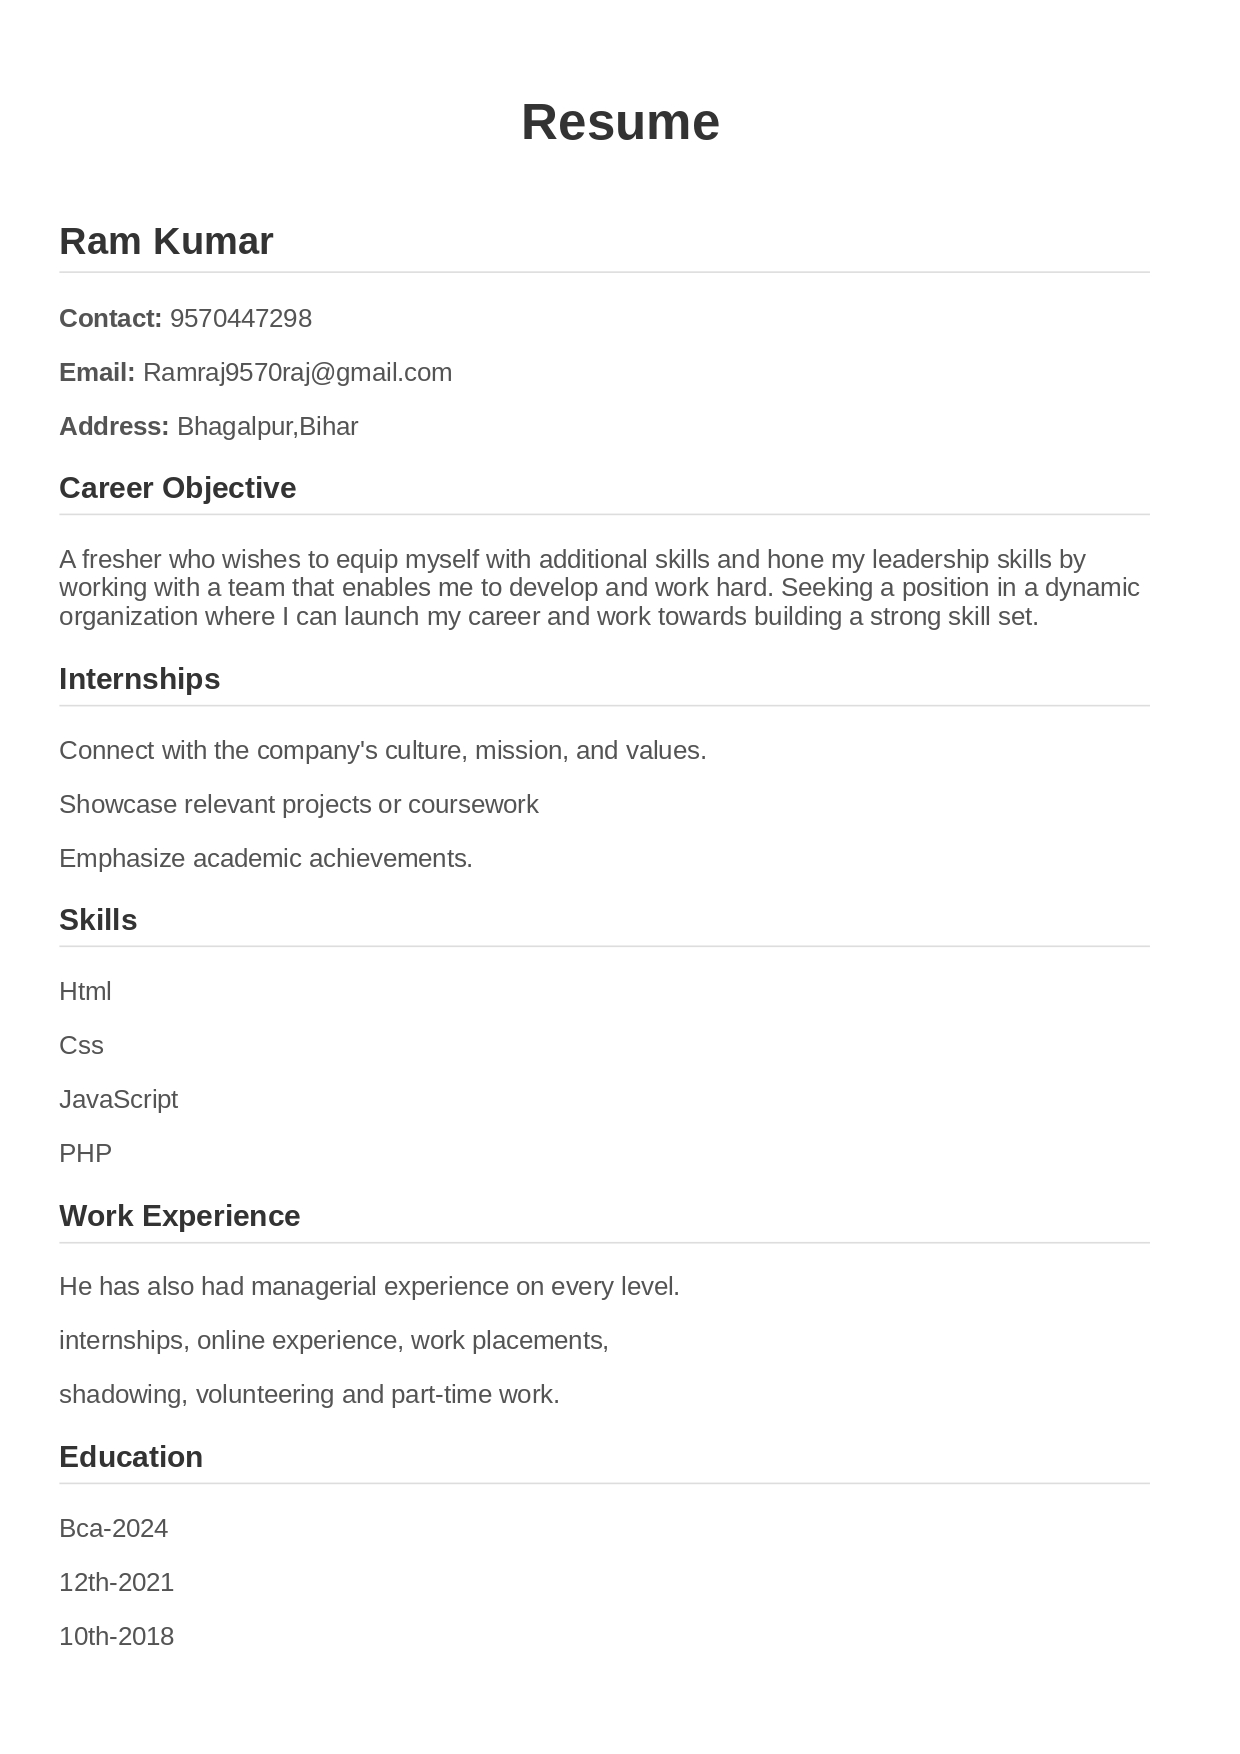 Resume
Ram Kumar
Contact: 9570447298
Email: Ramraj9570raj@gmail.com
Address: Bhagalpur,Bihar
Career Objective
A fresher who wishes to equip myself with additional skills and hone my leadership skills by
working with a team that enables me to develop and work hard. Seeking a position in a dynamic
organization where I can launch my career and work towards building a strong skill set.
Internships
Connect with the company's culture, mission, and values.
Showcase relevant projects or coursework
Emphasize academic achievements.
Skills
Html
Css
JavaScript
PHP
Work Experience
He has also had managerial experience on every level.
internships, online experience, work placements,
shadowing, volunteering and part-time work.
Education
Bca-2024
12th-2021
10th-2018